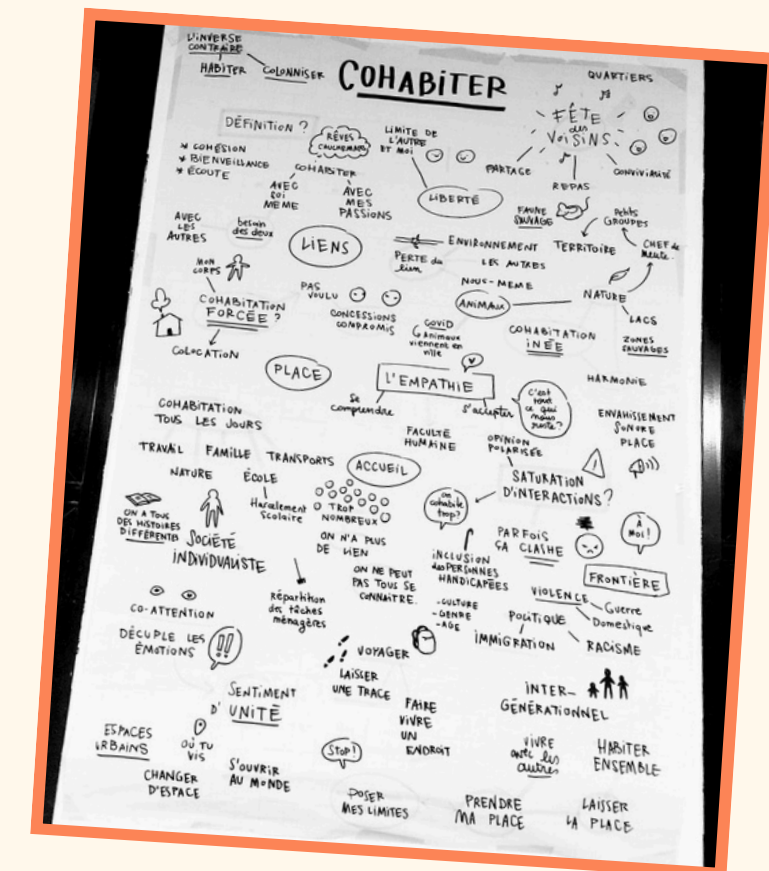 L'INVERSE
CONTRAIRE
HABITER
COLONNISER
COHABITER
QUARTIERS
FÊTE
des
VOISINS
PARTAGE
REPAS
CONVIVIALITÉ
DÉFINITION ?
* COHÉSION
* BIENVEILLANCE
* ÉCOUTE
RÊVES
CAUCHEMARS
COHABITER
AVEC
SOI
MÊME
AVEC
MES
PASSIONS
LIMITE DE
L'AUTRE
ET MOI
LIBERTÉ
FAUNE
SAUVAGE
Petits
GROUPES
TERRITOIRE
CHEF de
Meute.
AVEC
LES
AUTRES
besoin
des deux
LIENS
ENVIRONNEMENT
PERTE du
lien
LES AUTRES
NOUS-MÊME
ANIMAUX
NATURE
LACS
ZONES
SAUVAGES
MON
CORPS
COHABITATION
FORCÉE ?
COLOCATION
PAS
VOULU
CONCESSIONS
COMPROMIS
COVID
Animaux
viennent en
ville
COHABITATION
INÉE
PLACE
L'EMPATHIE
Se
comprendre
s'accepter
C'est
tout
ce qui
nous
reste?
HARMONIE
ENVAHISSEMENT
SONORE
PLACE
COHABITATION
TOUS LES JOURS
TRAVAIL
FAMILLE
TRANSPORTS
NATURE
ÉCOLE
Harcelement
Scolaire
ACCUEIL
FACULTÉ
HUMAINE
OPINION
POLARISÉE
SATURATION
D'INTERACTIONS ?
on
cohabite
trop?
TROP
NOMBREUX
ON N'A PLUS
DE LIEN
ON NE PEUT
PAS TOUS SE
CONNAITRE.
ON A TOUS
DES HISTOIRES
DIFFÉRENTES
SOCIÉTÉ
INDIVIDUALISTE
Répartition
des tâches
ménagères
PARFOIS
ÇA CLASHE
À
MOI !
FRONTIÈRE
INCLUSION
des PERSONNES
HANDICAPÉES
-CULTURE
-GENRE
-AGE
VIOLENCE
Guerre
Domestique
POLITIQUE
IMMIGRATION
RACISME
CO-ATTENTION
DÉCUPLE LES
ÉMOTIONS
!!
VOYAGER
LAISSER
UNE TRACE
FAIRE
VIVRE
UN
ENDROIT
SENTIMENT
D'UNITÉ
INTER-
GÉNÉRATIONNEL
ESPACES
URBAINS
OÙ TU
VIS
CHANGER
D'ESPACE
S'OUVRIR
AU MONDE
STOP !
POSER
MES LIMITES
VIVRE
avec les
autres
HABITER
ENSEMBLE
PRENDRE
MA PLACE
LAISSER
LA PLACE